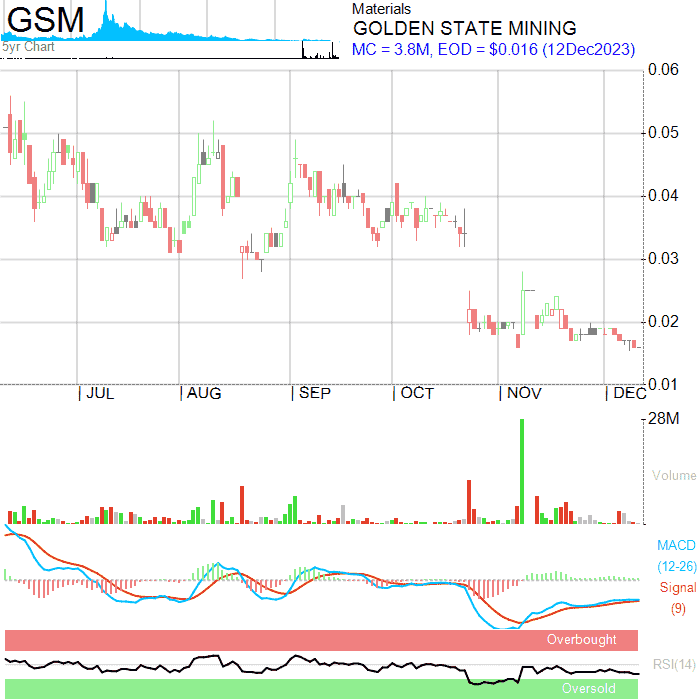 GSM
5yr Chart
Materials
GOLDEN STATE MINING
MC = 3.8M, EOD = $0.016 (12Dec2023)
0.06
0.05
0.04
0.03
0.02
0.01
JUL
AUG
SEP
OCT
NOV
DEC
28M
Volume
MACD
(12-26)
Signal
(9)
Overbought
RSI(14)
Oversold